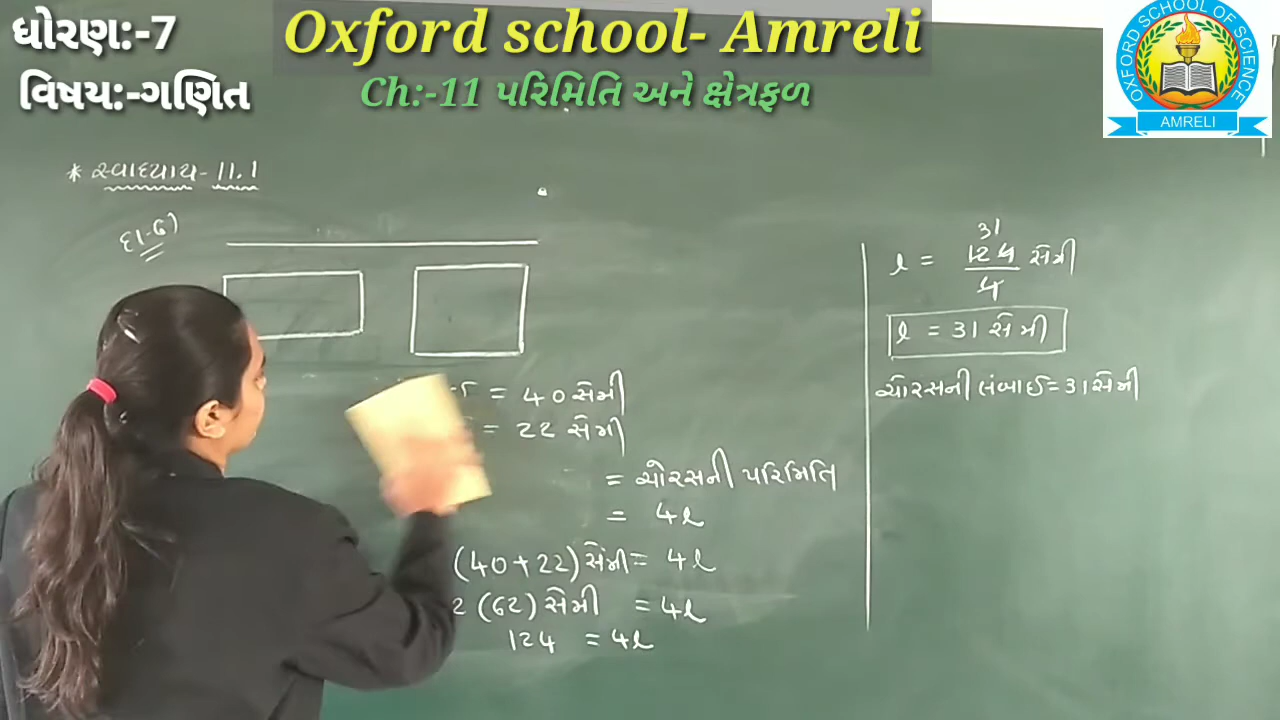 ધોરણ:-7
Oxford school- Amreli
વિષય:-ગણિત
Ch:-11 પરિમિતિ અને ક્ષેત્રફળ
OXFORD SCHOOL OF SCIENCE
AMRELI
* સ્વાધ્યાય - 11.1
= 40 સેમી
= 22 સેમી
= ચોરસની પરિમિતિ
= 4l
(40+22) સેમી = 4l
2 (62) સેમી = 4l
124 = 4l
31
l = 124 સેમી
4
l = 31 સેમી
ચોરસની લંબાઈ = 31 સેમી